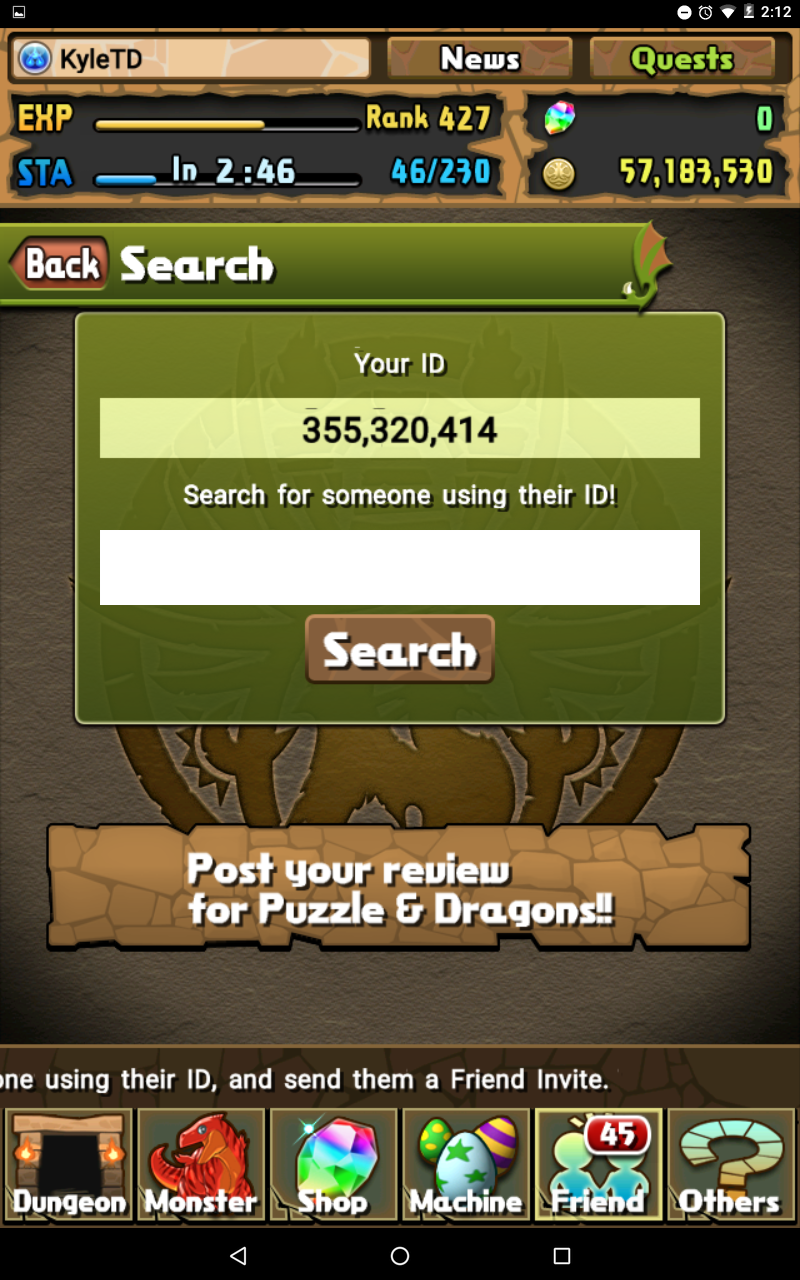 2:12
KyleTD
News
Quests
EXP
Rank 427
0
STA
In 2:46
46/230
57,183,530
Back
Search
Your ID
355,320,414
Search for someone using their ID!
Search
Post your review
for Puzzle & Dragons!!
one using their ID, and send them a Friend Invite.
45
Dungeon
Monster
Shop
Machine
Friend
Others